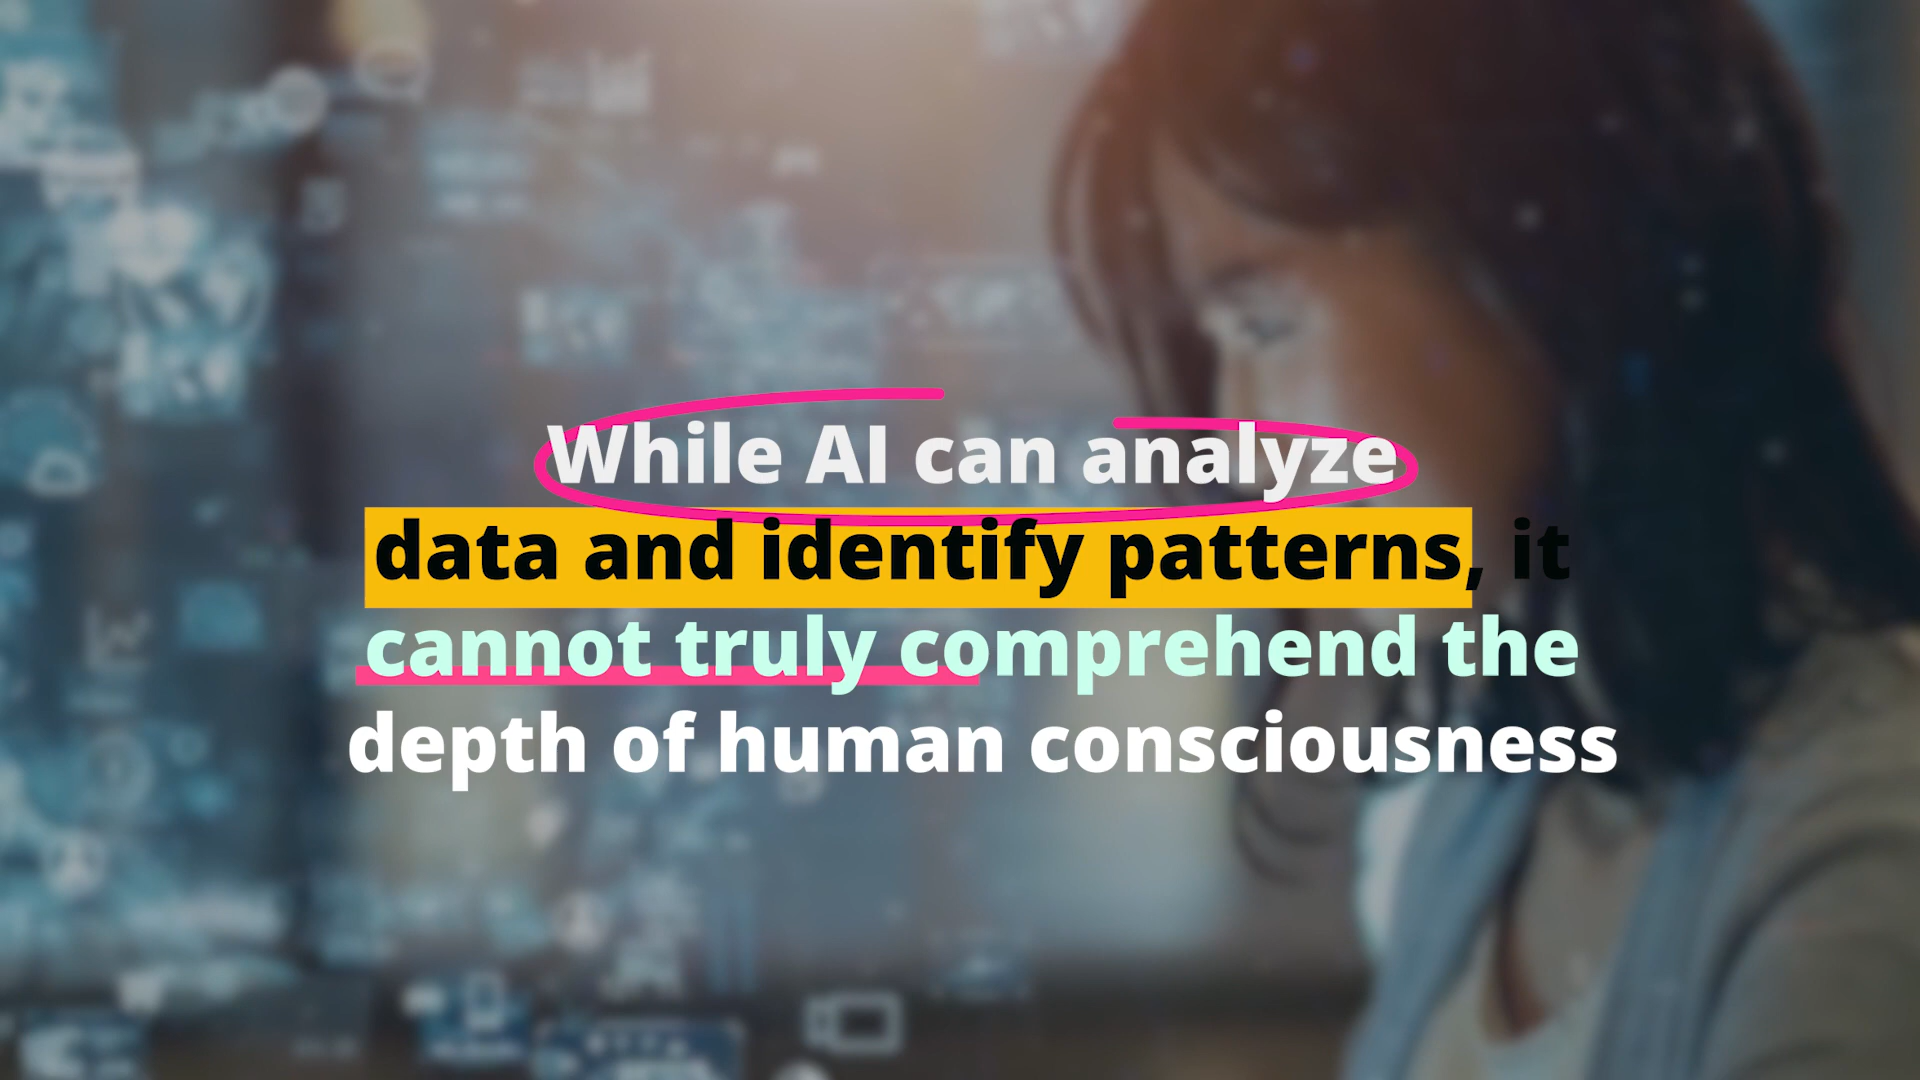 While AI can analyze
data and identify patterns, it
cannot truly comprehend the
depth of human consciousness